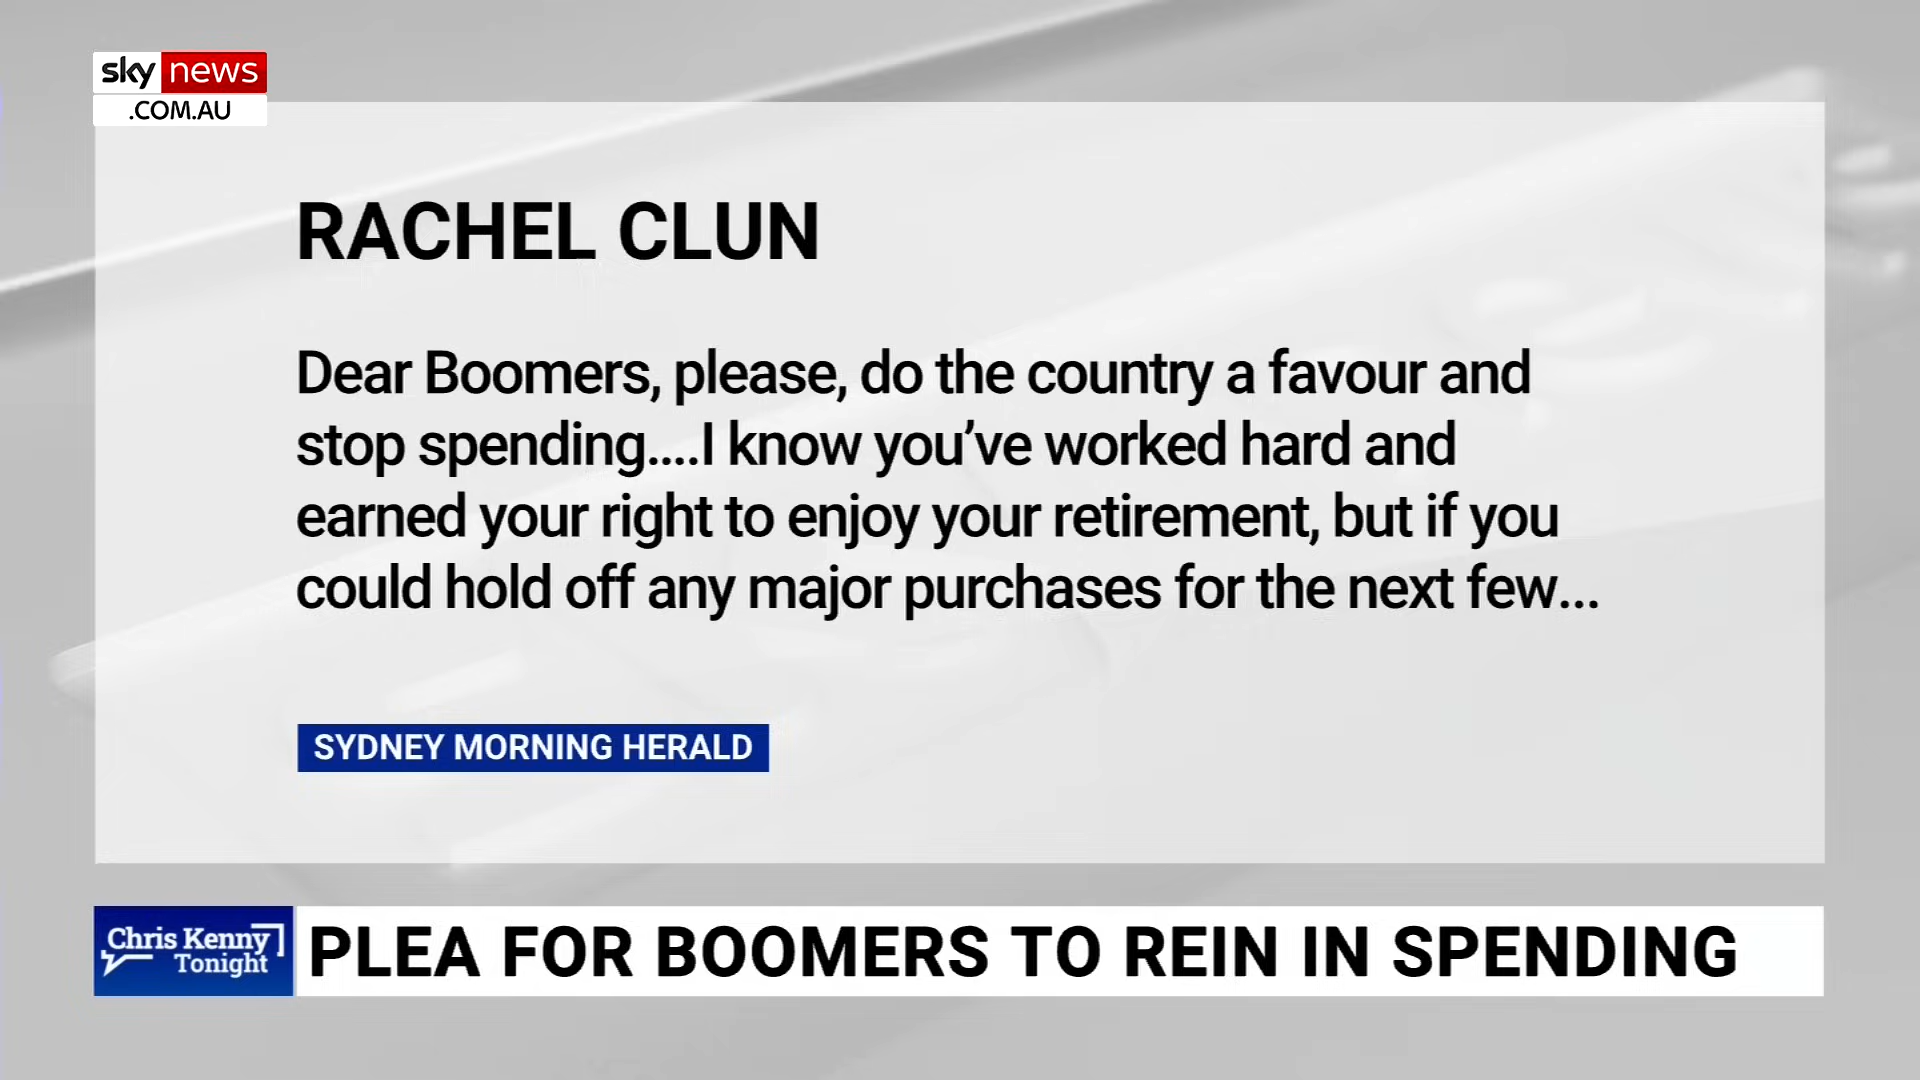 sky news
.COM.AU
RACHEL CLUN
Dear Boomers, please, do the country a favour and
stop spending....I know you’ve worked hard and
earned your right to enjoy your retirement, but if you
could hold off any major purchases for the next few...
SYDNEY MORNING HERALD
Chris Kenny
Tonight
PLEA FOR BOOMERS TO REIN IN SPENDING